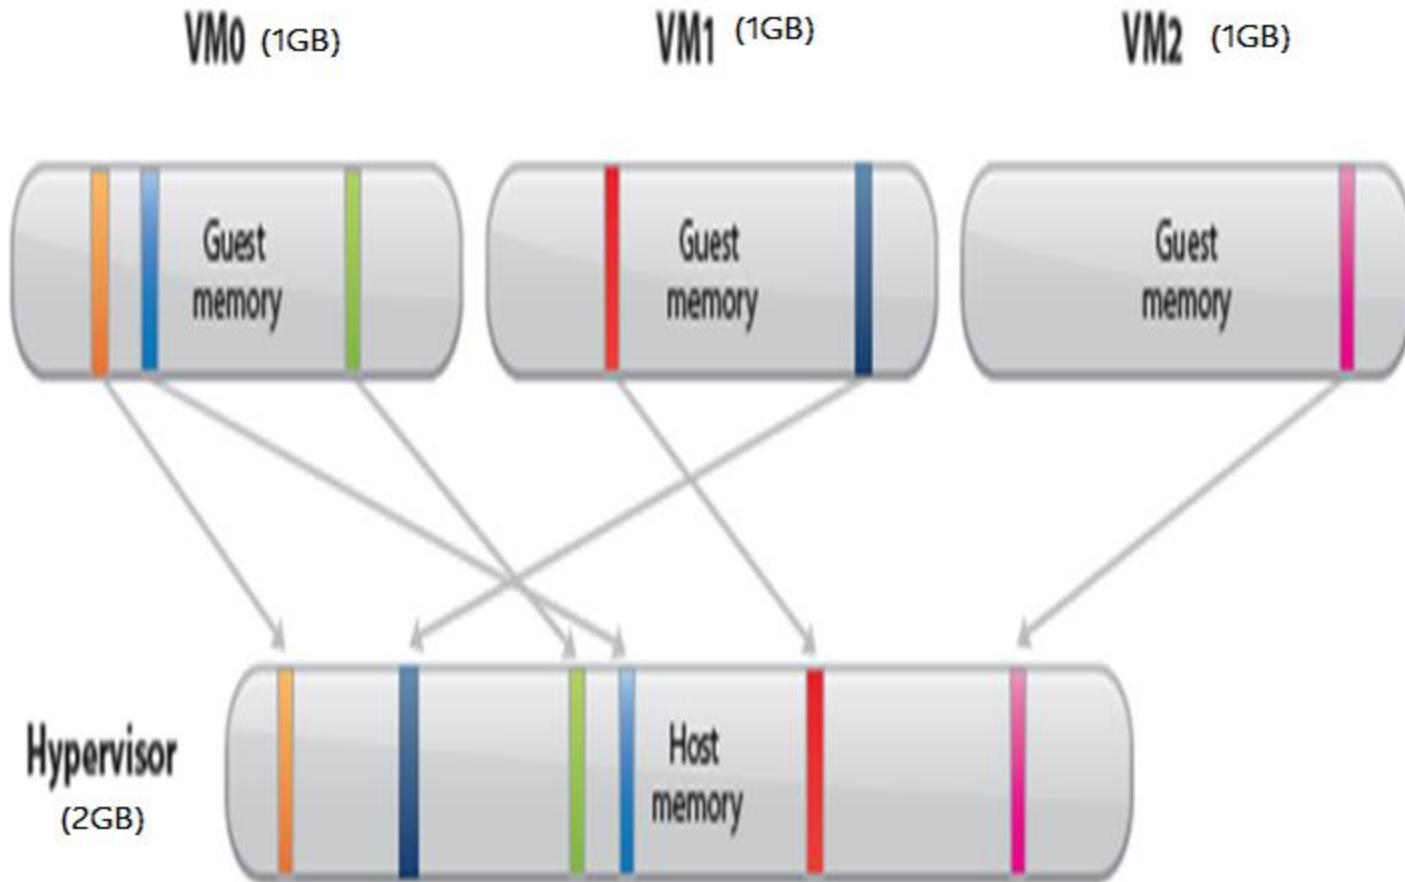 VM0 (1GB)
VM1 (1GB)
VM2 (1GB)
Guest
memory
Guest
memory
Guest
memory
Hypervisor
(2GB)
Host
memory